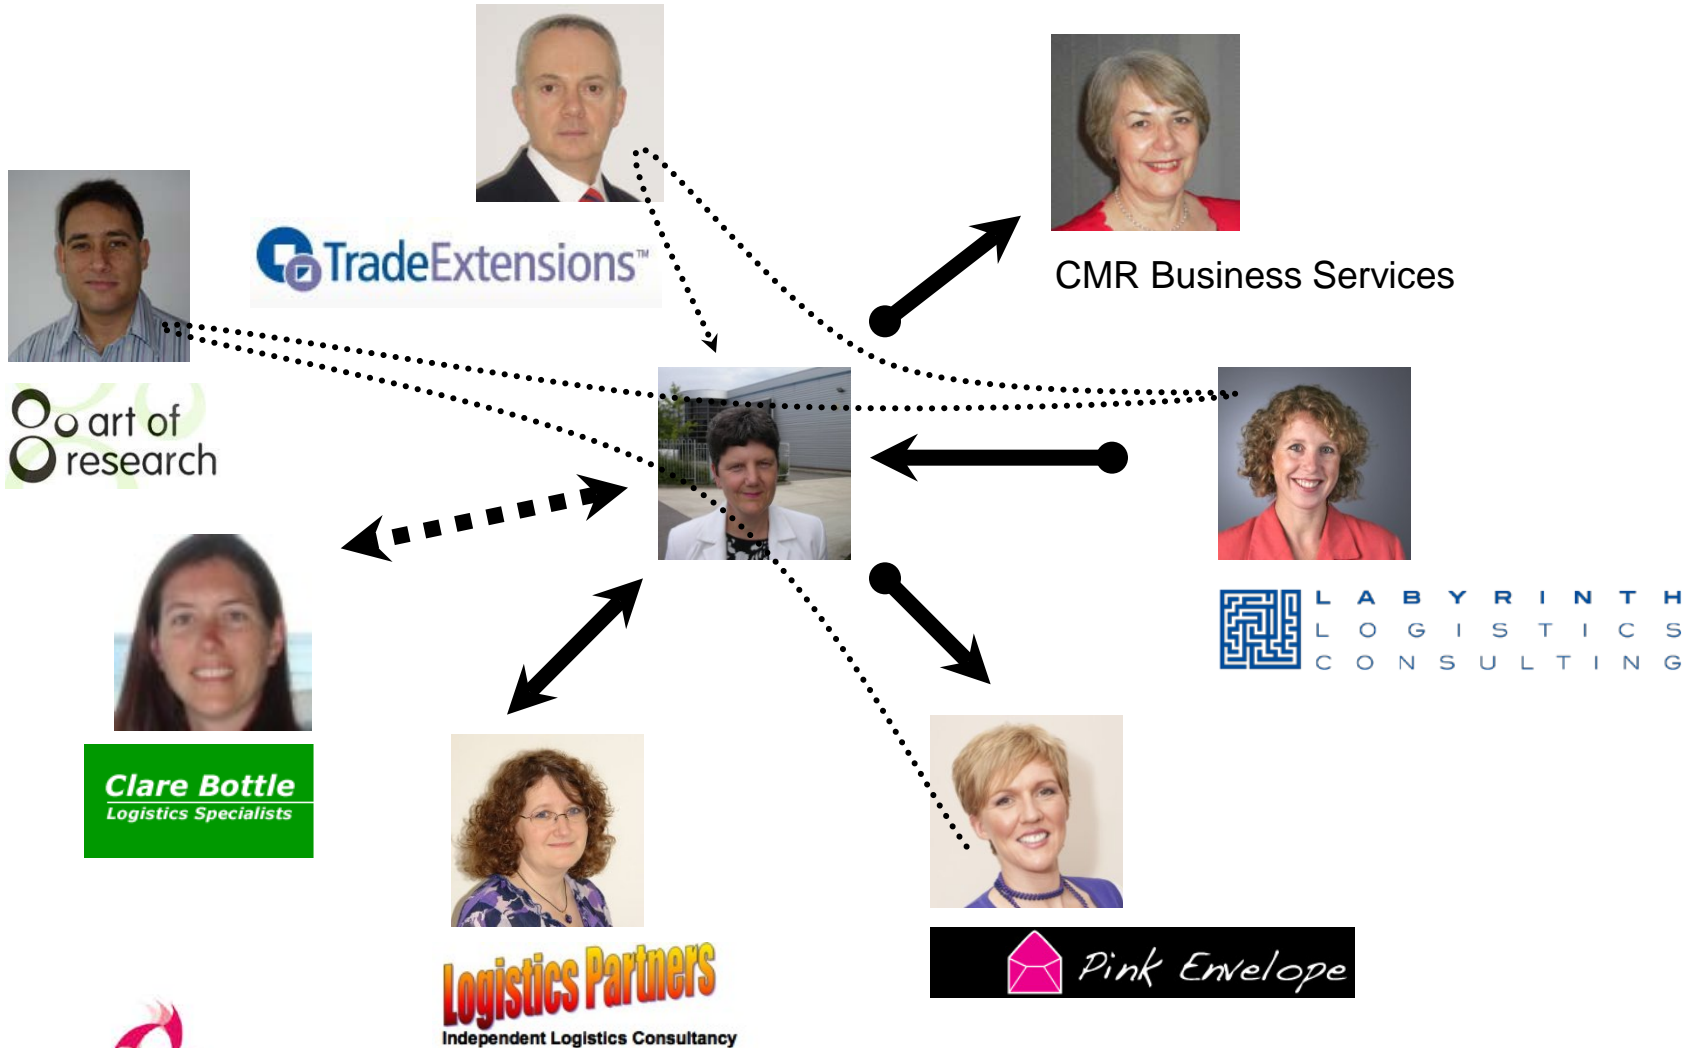 TradeExtensions™
CMR Business Services
art of
research
LABYRINTH
LOGISTICS
CONSULTING
Clare Bottle
Logistics Specialists
Pink Envelope
Logistics Partners
Independent Logistics Consultancy